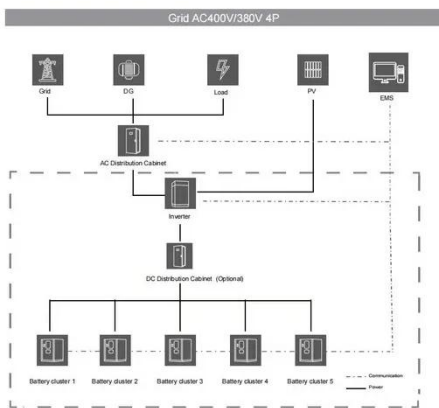 Grid AC400V/380V 4P
Grid
DG
Load
PV
EMS
AC Distribution Cabinet
Inverter
DC Distribution Cabinet (Optional)
Battery cluster 1
Battery cluster 2
Battery cluster 3
Battery cluster 4
Battery cluster 5
Communication
Power